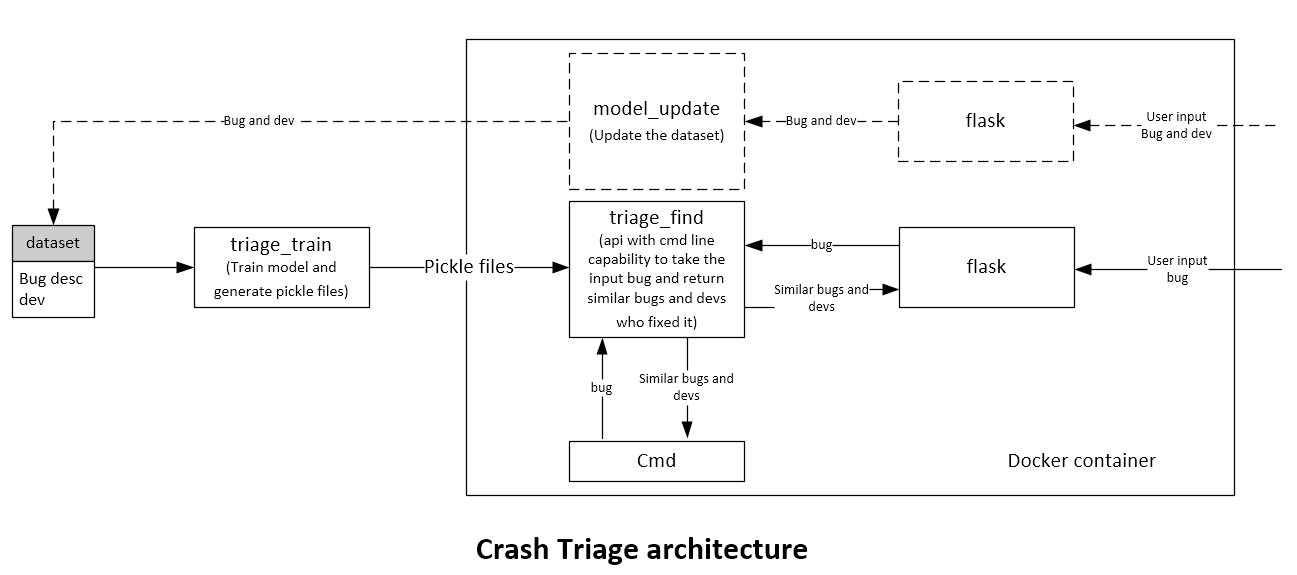 model_update
(Update the dataset)
flask
User input
Bug and dev
Bug and dev
Bug and dev
dataset
Bug desc
dev
triage_train
(Train model and
generate pickle files)
Pickle files
triage_find
(api with cmd line
capability to take the
input bug and return
similar bugs and devs
who fixed it)
bug
Similar bugs and
devs
flask
User input
bug
bug
Similar bugs and
devs
Cmd
Docker container
Crash Triage architecture